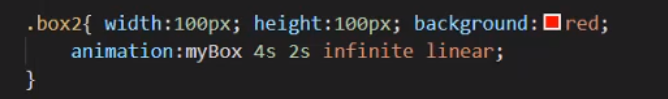 .box2{ width:100px; height:100px; background:red;
animation:myBox 4s 2s infinite linear;
}